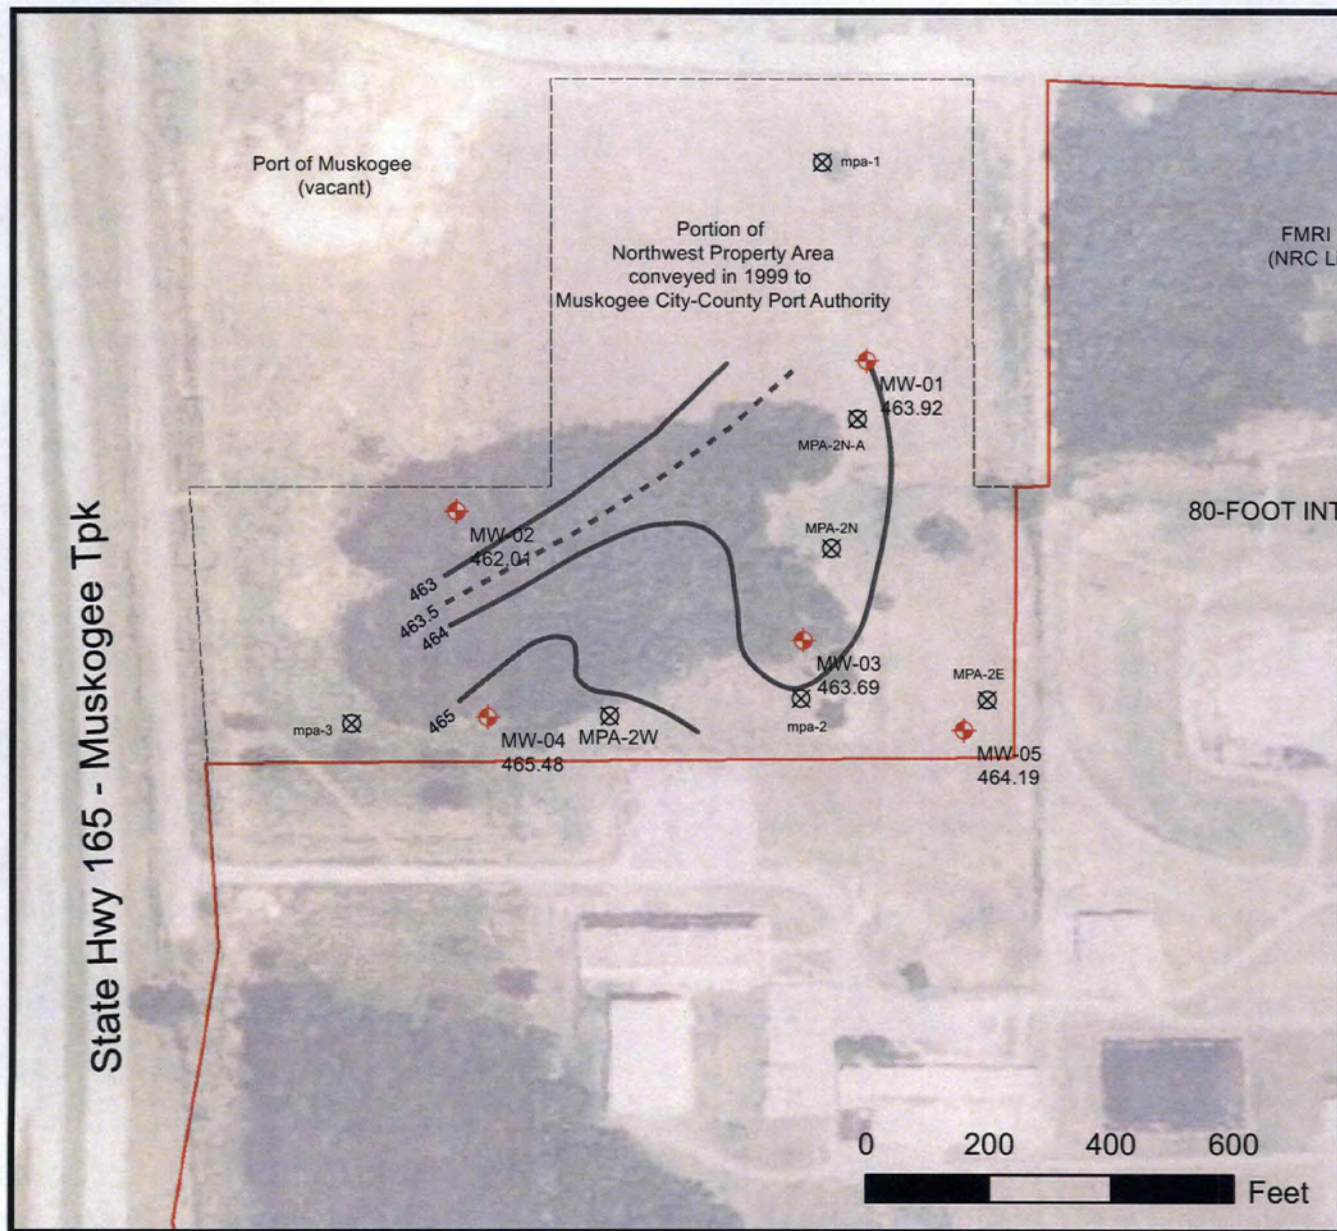 Port of Muskogee
(vacant)
mpa-1
Portion of
Northwest Property Area
conveyed in 1999 to
Muskogee City-County Port Authority
FMRI
(NRC Li
MW-01
463.92
MPA-2N-A
80-FOOT INT
MW-02
462.01
MPA-2N
463
463.5
464
MW-03
463.69
MPA-2E
465
mpa-3
MW-04
465.48
MPA-2W
mpa-2
MW-05
464.19
State Hwy 165 - Muskogee Tpk
0 200 400 600
Feet